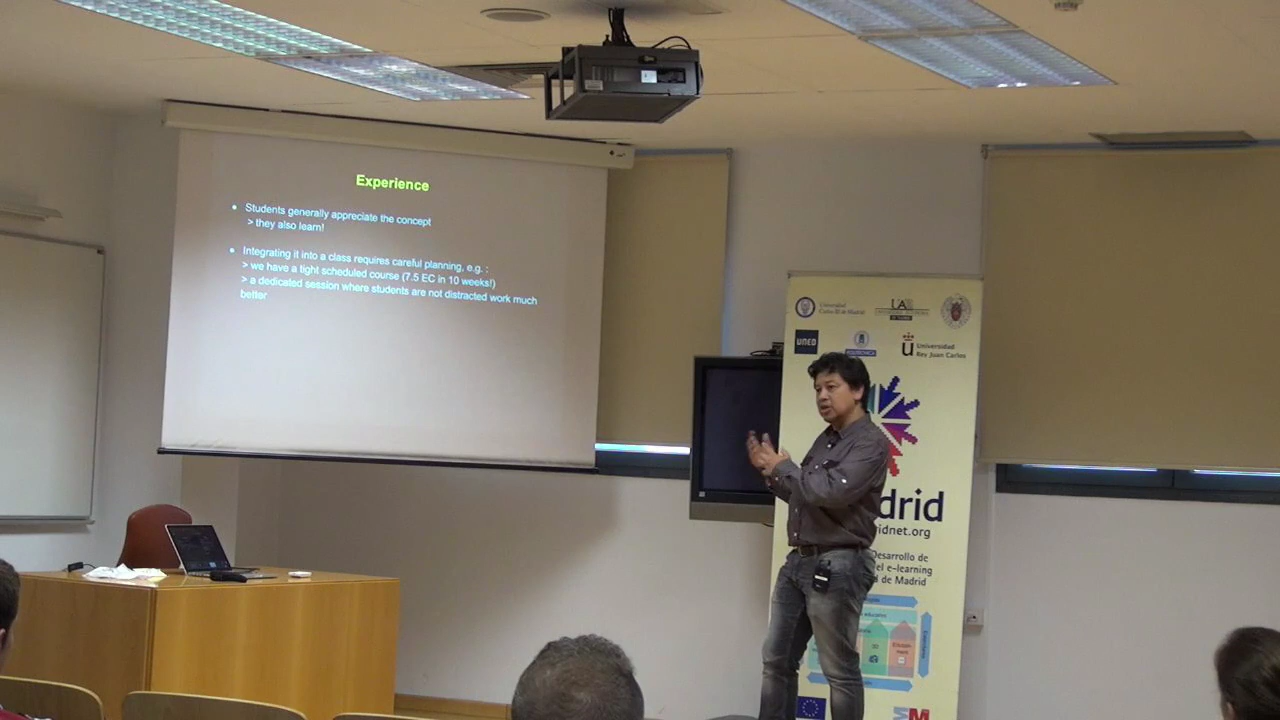 Experience
• Students generally appreciate the concept
> they also learn!
• Integrating it into a class requires careful planning, e.g. :
> we have a tight scheduled course (7.5 EC in 10 weeks!)
> a dedicated session where students are not distracted work much
better
Universidad
Carlos III de Madrid
UNED
POLITÉCNICA
Universidad
Rey Juan Carlos
drid
ridnet.org
Desarrollo de
el e-learning
d de Madrid